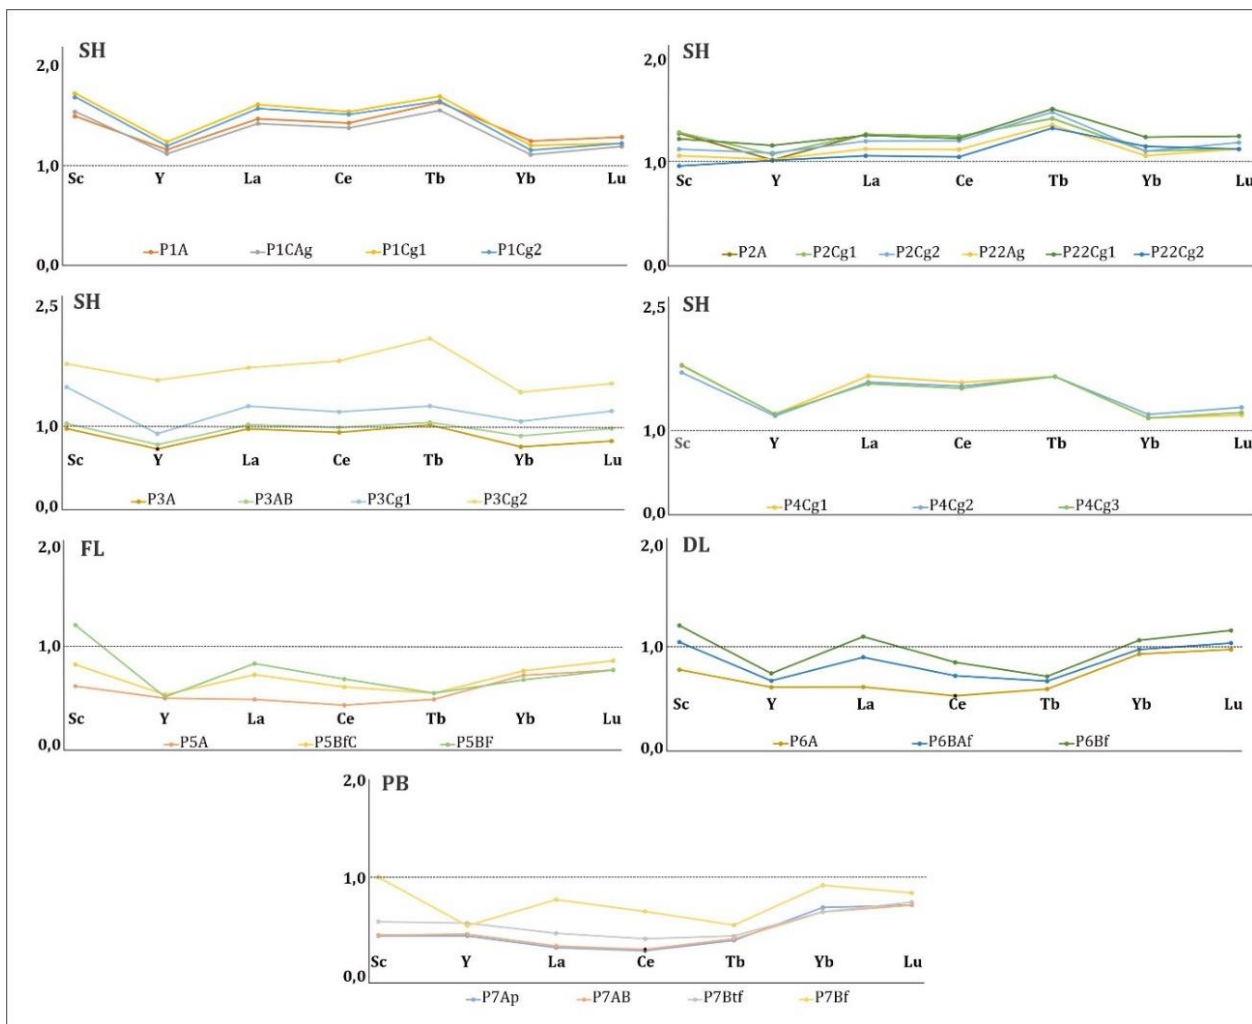 SH
2,0
1,0
Sc Y La Ce Tb Yb Lu
P1A P1CAg P1Cg1 P1Cg2
0,0
SH
2,0
1,0
Sc Y La Ce Tb Yb Lu
P2A P2Cg1 P2Cg2 P22Ag P22Cg1 P22Cg2
0,0
SH
2,5
1,0
Sc Y La Ce Tb Yb Lu
P3A P3AB P3Cg1 P3Cg2
0,0
SH
2,5
1,0
Sc Y La Ce Tb Yb Lu
P4Cg1 P4Cg2 P4Cg3
0,0
FL
2,0
1,0
Sc Y La Ce Tb Yb Lu
0,0
P5A P5BfC P5BF
DL
2,0
1,0
Sc Y La Ce Tb Yb Lu
0,0
P6A P6BAf P6Bf
PB
2,0
1,0
Sc Y La Ce Tb Yb Lu
0,0
P7Ap P7AB P7Btf P7Bf